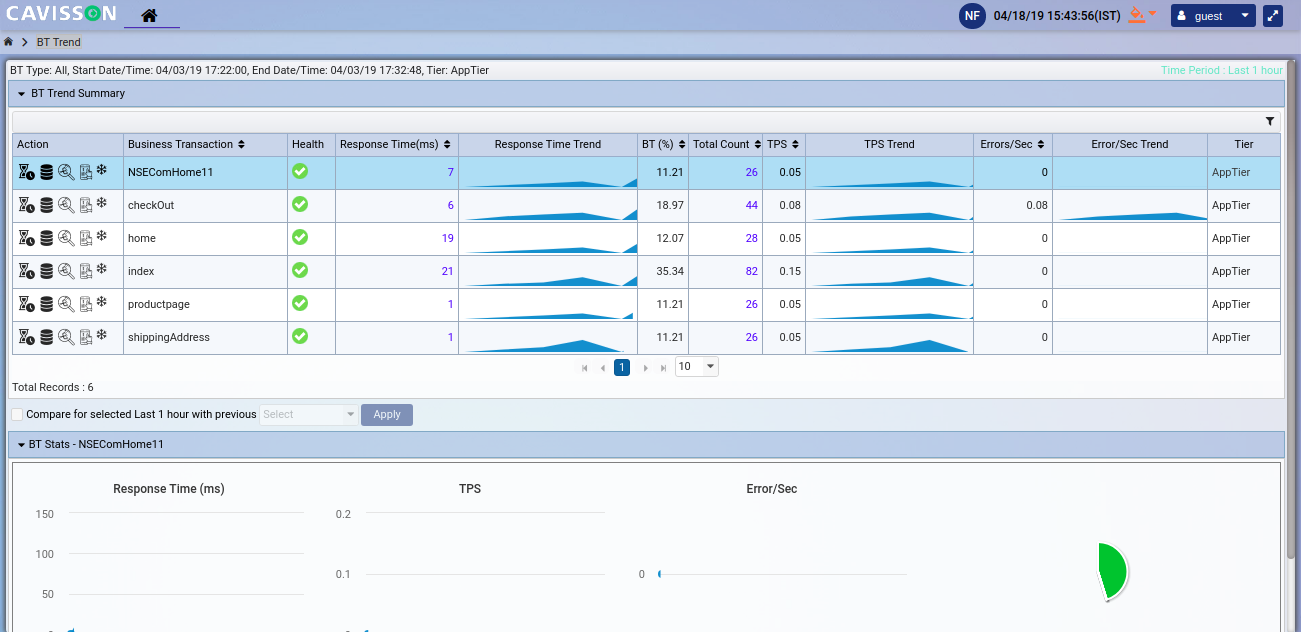 CAVISSON
NF 04/18/19 15:43:56(IST) guest
BT Trend
BT Type: All, Start Date/Time: 04/03/19 17:22:00, End Date/Time: 04/03/19 17:32:48, Tier: AppTier Time Period : Last 1 hour
BT Trend Summary
Action Business Transaction Health Response Time(ms) Response Time Trend BT (%) Total Count TPS TPS Trend Errors/Sec Error/Sec Trend Tier
NSEComHome11 7 11.21 26 0.05 0 AppTier
checkOut 6 18.97 44 0.08 0.08 AppTier
home 19 12.07 28 0.05 0 AppTier
index 21 35.34 82 0.15 0 AppTier
productpage 1 11.21 26 0.05 0 AppTier
shippingAddress 1 11.21 26 0.05 0 AppTier
1 10
Total Records : 6
Compare for selected Last 1 hour with previous Select Apply
BT Stats - NSEComHome11
Response Time (ms) TPS Error/Sec
150 0.2
100 0.1 0
50